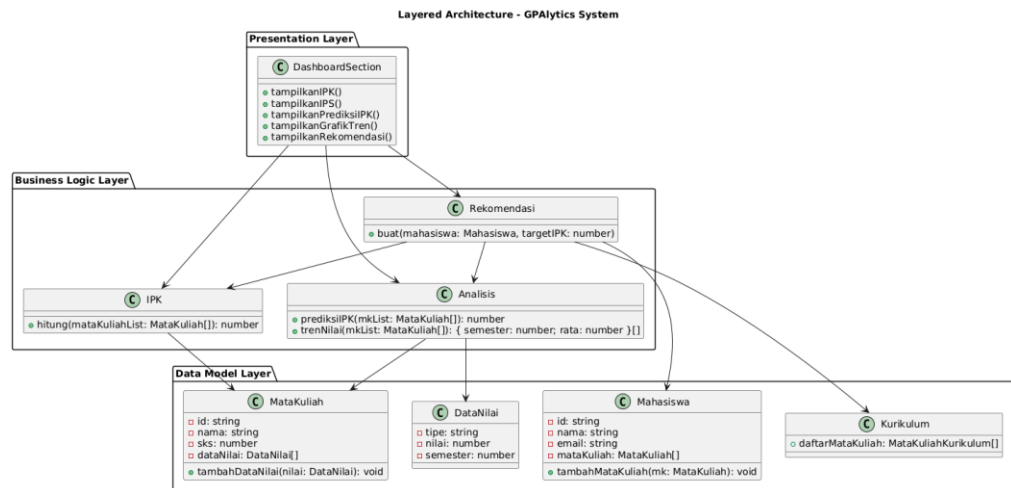 Layered Architecture - GPAlytics System
Presentation Layer
C DashboardSection
tampilkanIPK()
tampilkanIPS()
tampilkanPrediksiIPK()
tampilkanGrafikTren()
tampilkanRekomendasi()
Business Logic Layer
C Rekomendasi
buat(mahasiswa: Mahasiswa, targetIPK: number)
C IPK
hitung(mataKuliahList: MataKuliah[]): number
C Analisis
prediksiIPK(mkList: MataKuliah[]): number
trenNilai(mkList: MataKuliah[]): { semester: number; rata: number }[]
Data Model Layer
C MataKuliah
id: string
nama: string
sks: number
dataNilai: DataNilai[]
tambahDataNilai(nilai: DataNilai): void
C DataNilai
tipe: string
nilai: number
semester: number
C Mahasiswa
id: string
nama: string
email: string
mataKuliah: MataKuliah[]
tambahMataKuliah(mk: MataKuliah): void
C Kurikulum
daftarMataKuliah: MataKuliahKurikulum[]